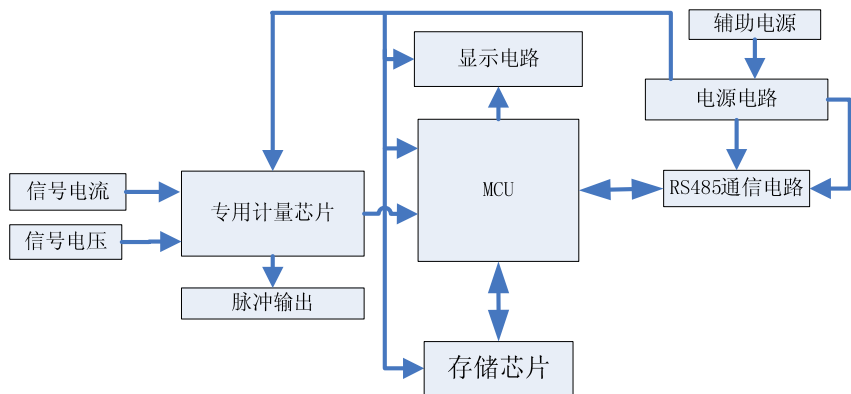 辅助电源
显示电路
电源电路
信号电流
专用计量芯片
MCU
RS485通信电路
信号电压
脉冲输出
存储芯片